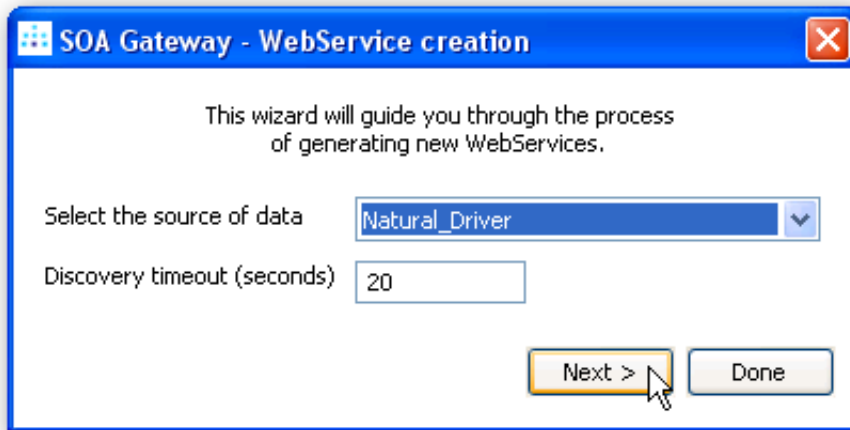 SOA Gateway - WebService creation
This wizard will guide you through the process
of generating new WebServices.
Select the source of data
Natural_Driver
Discovery timeout (seconds)
20
Next >
Done